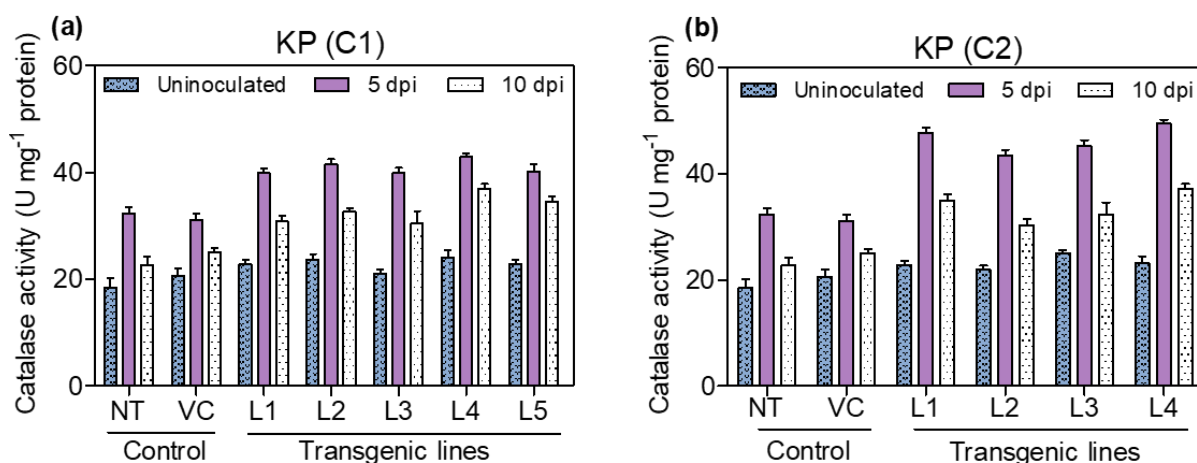 (a)
KP (C1)
Uninoculated 5 dpi 10 dpi
Catalase activity (U mg⁻¹ protein)
60
40
20
0
NT VC L1 L2 L3 L4 L5
Control Transgenic lines
(b)
KP (C2)
Uninoculated 5 dpi 10 dpi
Catalase activity (U mg⁻¹ protein)
60
40
20
0
NT VC L1 L2 L3 L4
Control Transgenic lines